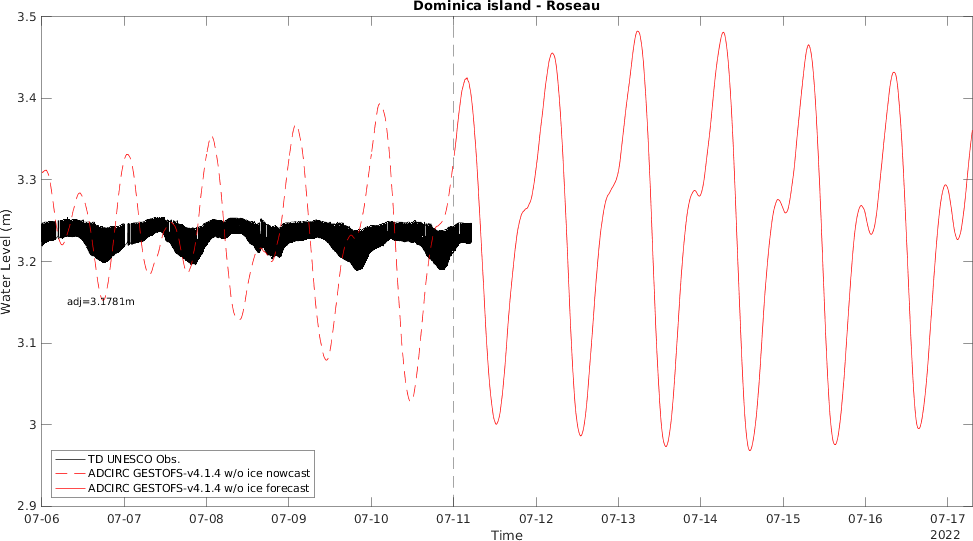 Dominica island - Roseau
3.5
3.4
3.3
3.2
3.1
3
2.9
Water Level (m)
adj=3.1781m
TD UNESCO Obs.
ADCIRC GESTOFS-v4.1.4 w/o ice nowcast
ADCIRC GESTOFS-v4.1.4 w/o ice forecast
07-06 07-07 07-08 07-09 07-10 07-11 07-12 07-13 07-14 07-15 07-16 07-17
Time
2022